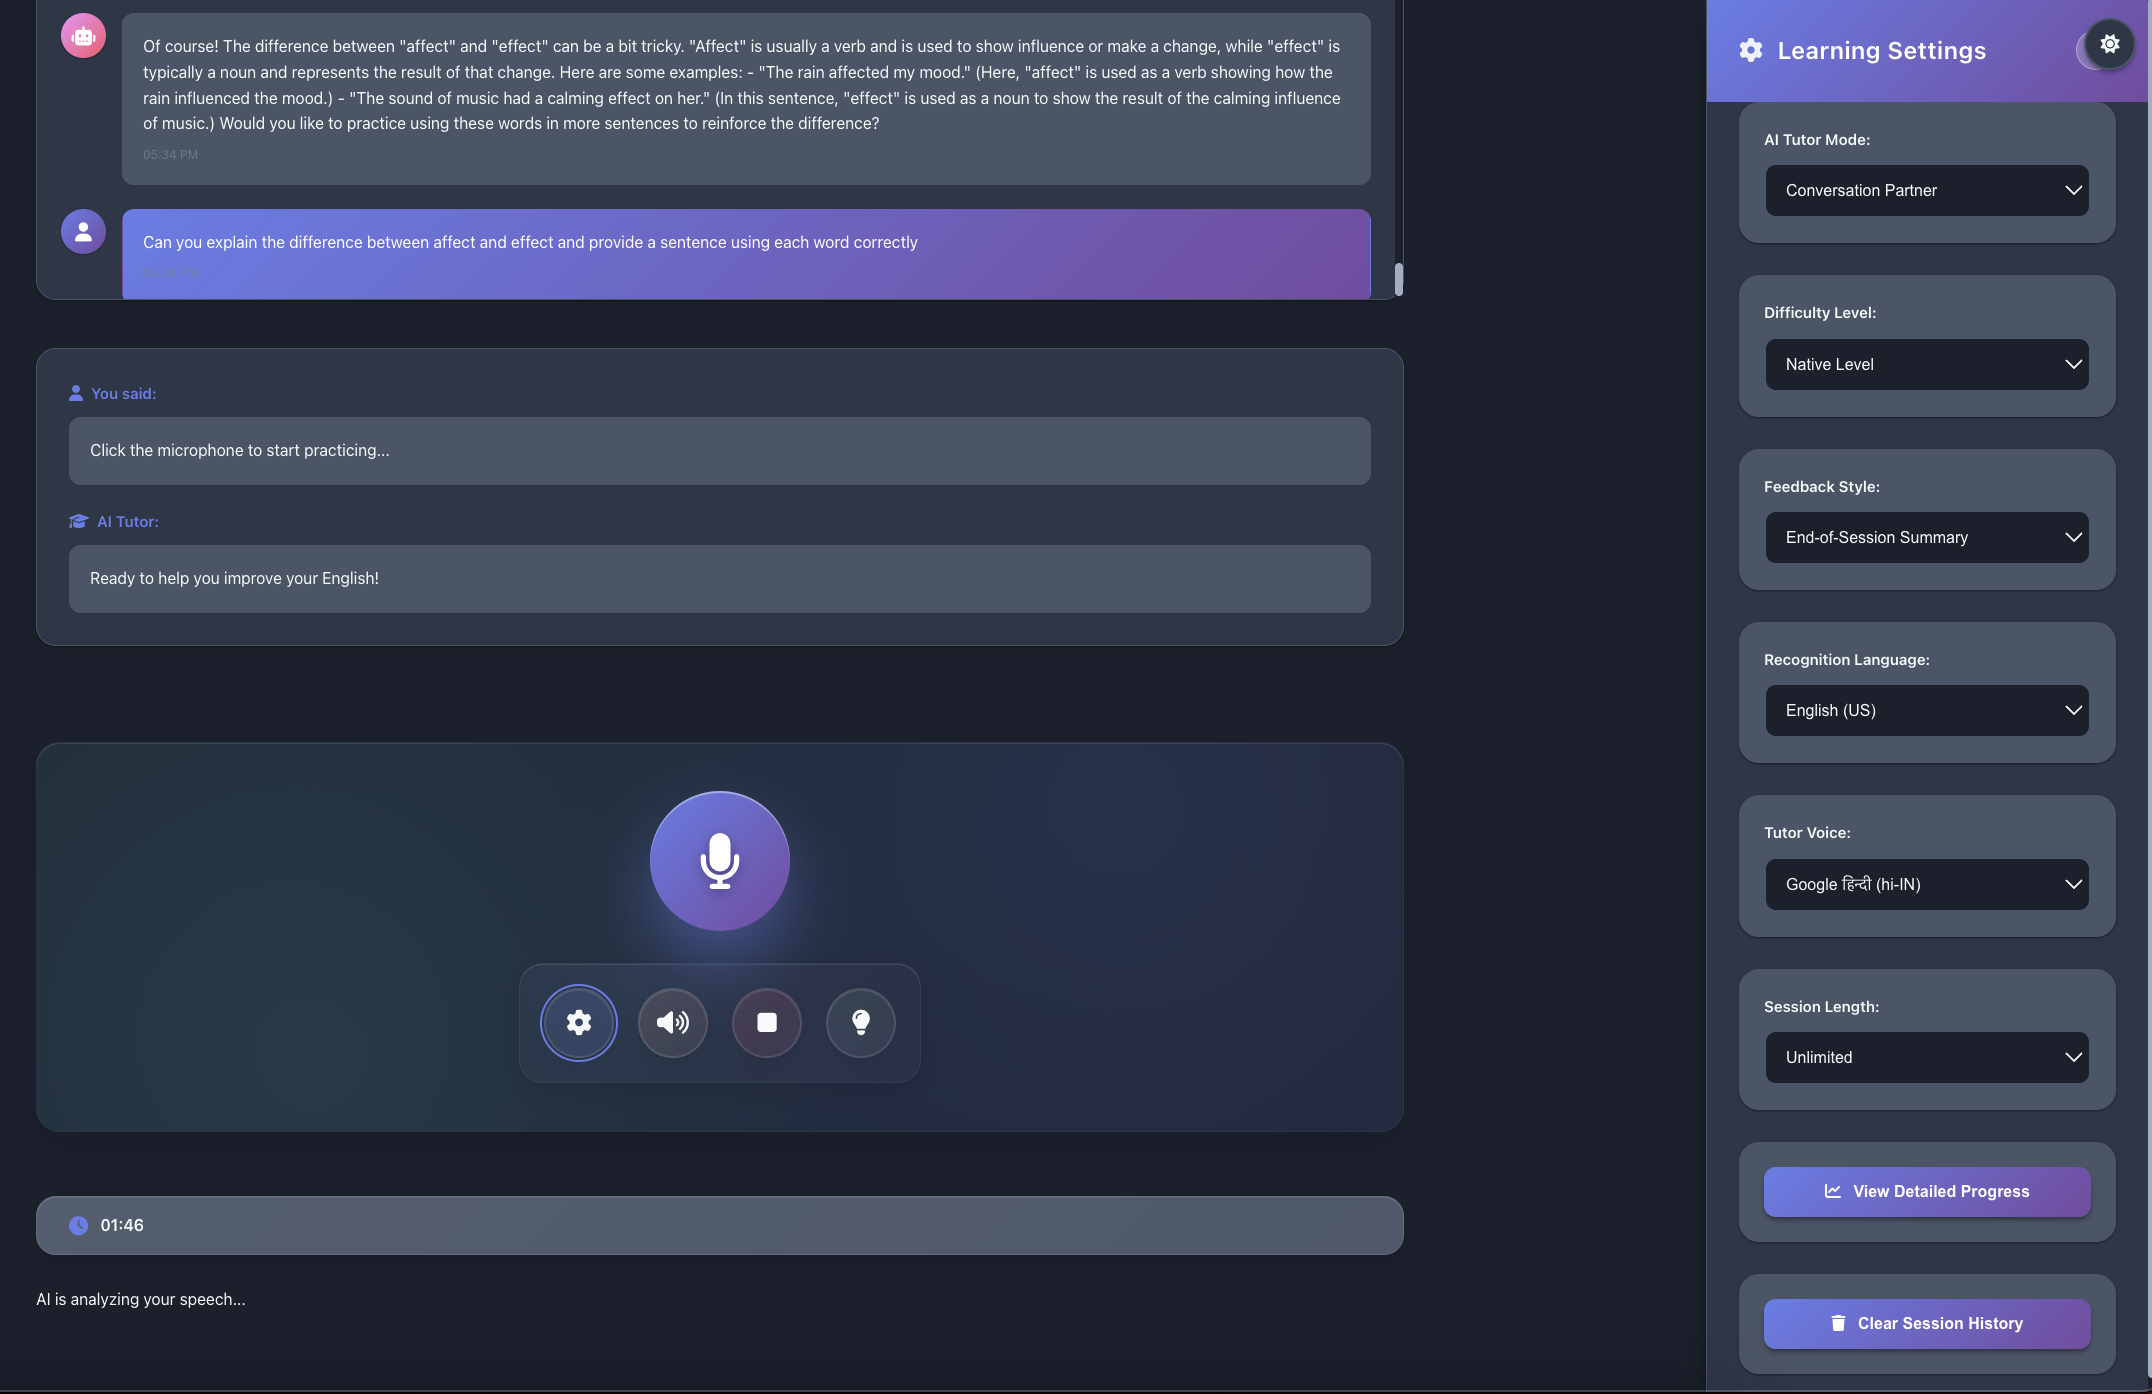 Of course! The difference between "affect" and "effect" can be a bit tricky. "Affect" is usually a verb and is used to show influence or make a change, while "effect" is
typically a noun and represents the result of that change. Here are some examples: - "The rain affected my mood." (Here, "affect" is used as a verb showing how the
rain influenced the mood.) - "The sound of music had a calming effect on her." (In this sentence, "effect" is used as a noun to show the result of the calming influence
of music.) Would you like to practice using these words in more sentences to reinforce the difference?
05:34 PM
Can you explain the difference between affect and effect and provide a sentence using each word correctly
You said:
Click the microphone to start practicing...
AI Tutor:
Ready to help you improve your English!
01:46
AI is analyzing your speech...
Learning Settings
AI Tutor Mode:
Conversation Partner
Difficulty Level:
Native Level
Feedback Style:
End-of-Session Summary
Recognition Language:
English (US)
Tutor Voice:
Google हिन्दी (hi-IN)
Session Length:
Unlimited
View Detailed Progress
Clear Session History